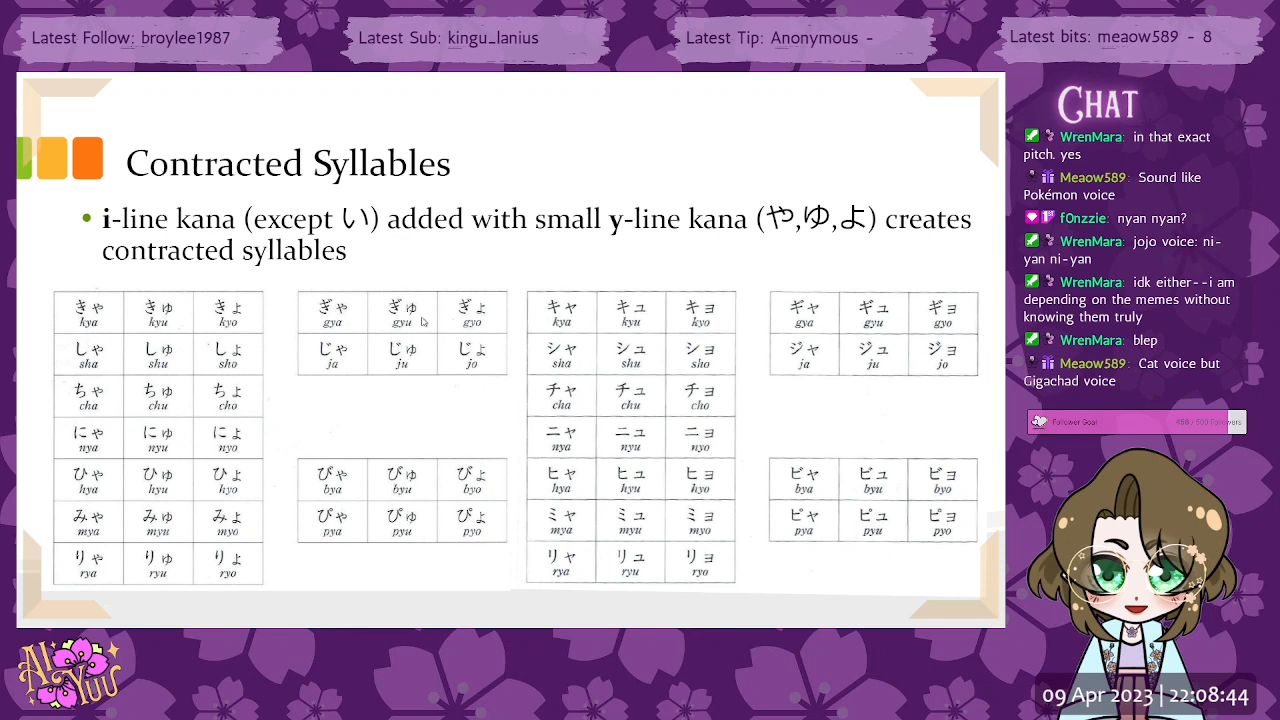 Latest Follow: broylee1987
Latest Sub: kingu_lanius
Latest Tip: Anonymous -
Latest bits: meaow589 - 8
Contracted Syllables
• i-line kana (except い) added with small y-line kana (や,ゆ,よ) creates
contracted syllables
きゃ きゅ きょ
kya kyu kyo
しゃ しゅ しょ
sha shu sho
ちゃ ちゅ ちょ
cha chu cho
にゃ にゅ にょ
nya nyu nyo
ひゃ ひゅ ひょ
hya hyu hyo
みゃ みゅ みょ
mya myu myo
りゃ りゅ りょ
rya ryu ryo
ぎゃ ぎゅ ぎょ
gya gyu gyo
じゃ じゅ じょ
ja ju jo
びゃ びゅ びょ
bya byu byo
ぴゃ ぴゅ ぴょ
pya pyu pyo
キャ キュ キョ
kya kyu kyo
シャ シュ ショ
sha shu sho
チャ チュ チョ
cha chu cho
ニャ ニュ ニョ
nya nyu nyo
ヒャ ヒュ ヒョ
hya hyu hyo
ミャ ミュ ミョ
mya myu myo
リャ リュ リョ
rya ryu ryo
ギャ ギュ ギョ
gya gyu gyo
ジャ ジュ ジョ
ja ju jo
ビャ ビュ ビョ
bya byu byo
ピャ ピュ ピョ
pya pyu pyo
CHAT
WrenMara: in that exact
pitch. yes
Meaow589: Sound like
Pokémon voice
f0nzzie: nyan nyan?
WrenMara: jojo voice: ni-
yan ni-yan
WrenMara: idk either--i am
depending on the memes without
knowing them truly
WrenMara: blep
Meaow589: Cat voice but
Gigachad voice
Follower Goal
/ 500 Followers
AI
YUU
09 Apr 2023 | 22:08:44